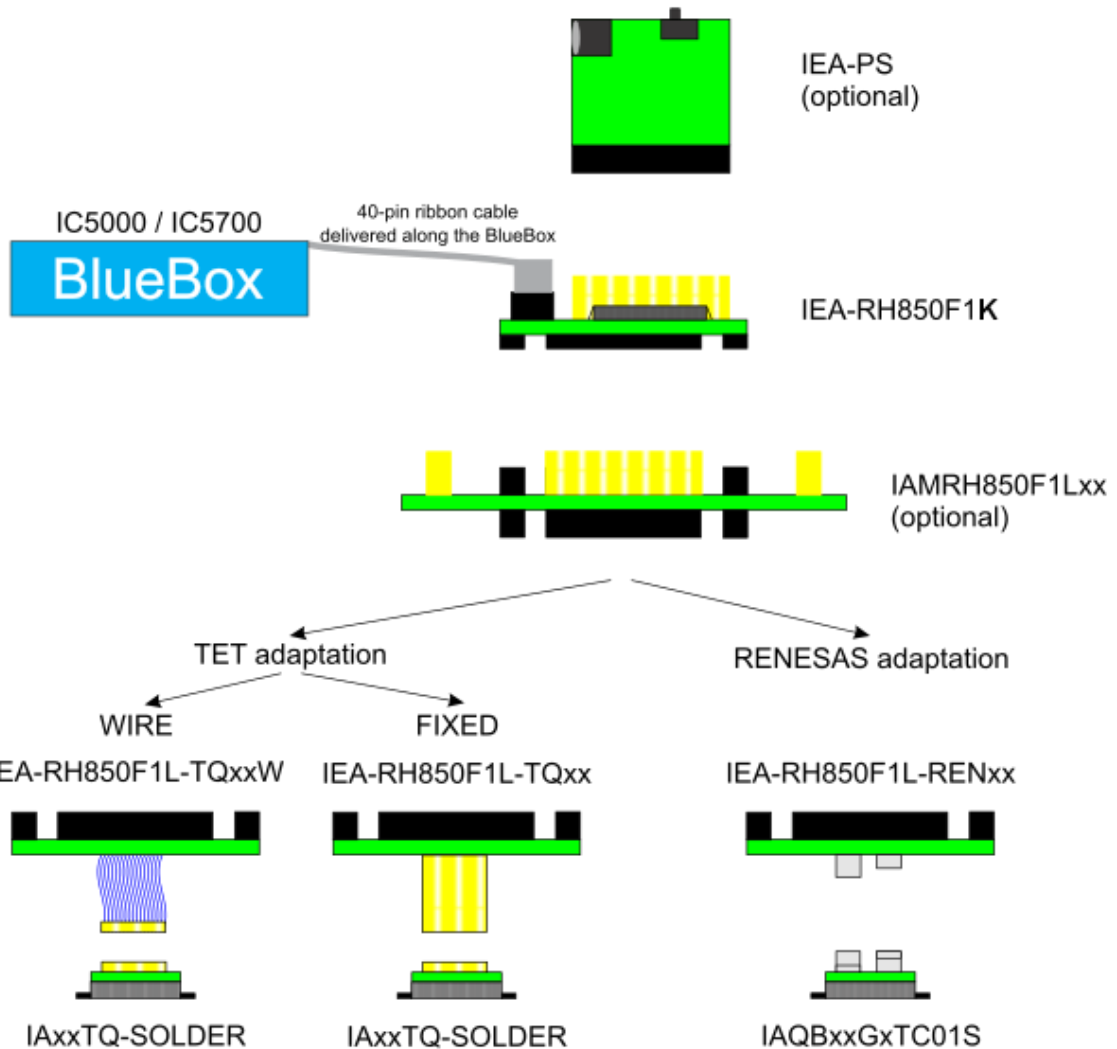 IEA-PS
(optional)
IC5000 / IC5700
40-pin ribbon cable
delivered along the BlueBox
BlueBox
IEA-RH850F1K
IAMRH850F1Lxx
(optional)
TET adaptation
RENESAS adaptation
WIRE
FIXED
EA-RH850F1L-TQxxW
IEA-RH850F1L-TQxx
IEA-RH850F1L-RENxx
IAxxTQ-SOLDER
IAxxTQ-SOLDER
IAQBxxGxTC01S